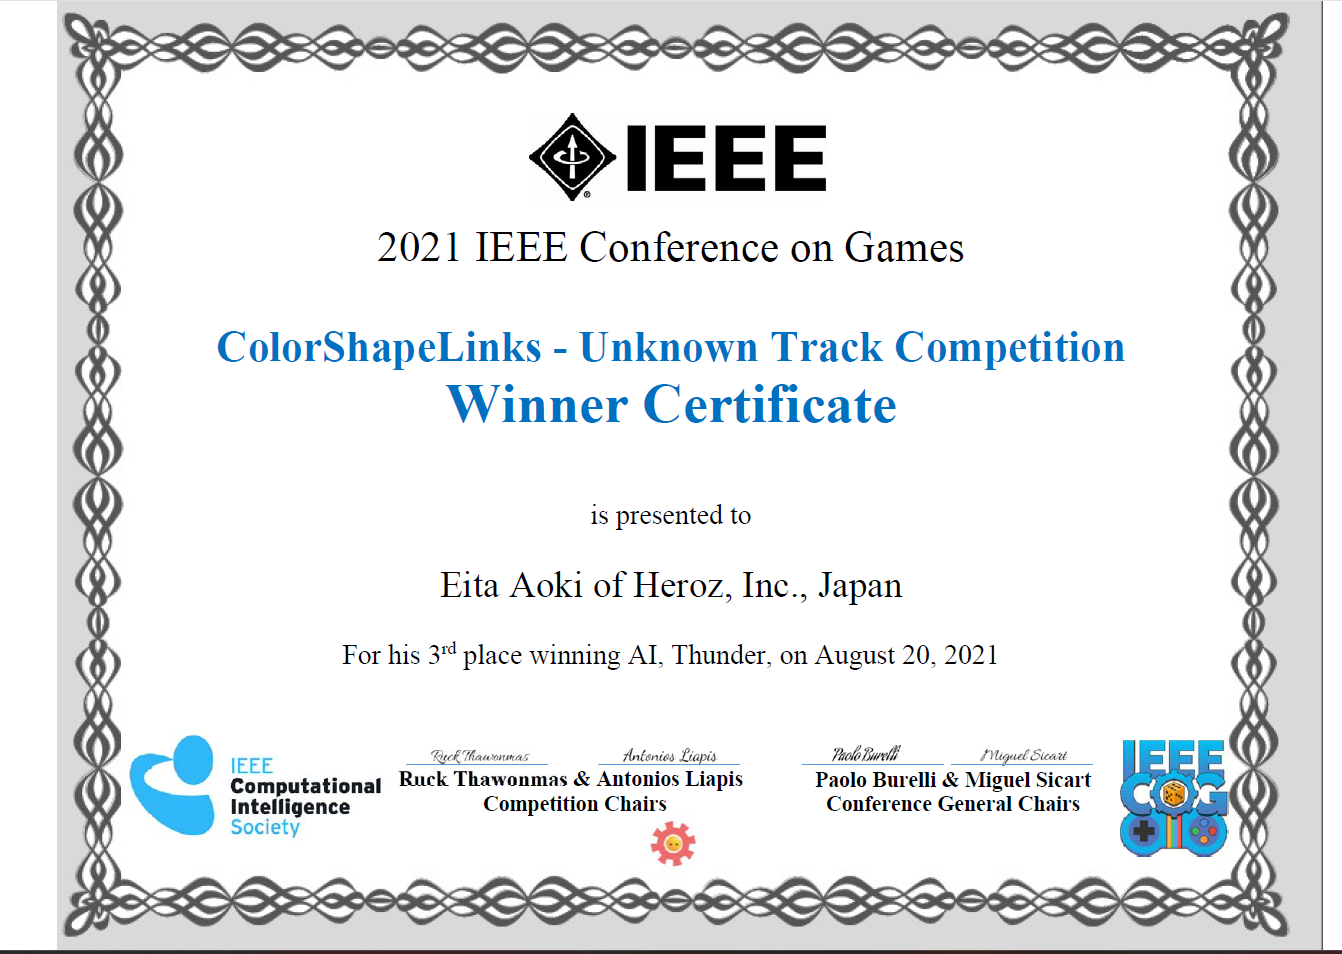 IEEE
2021 IEEE Conference on Games
ColorShapeLinks - Unknown Track Competition
Winner Certificate
is presented to
Eita Aoki of Heroz, Inc., Japan
For his 3rd place winning AI, Thunder, on August 20, 2021
IEEE
Computational
Intelligence
Society
Ruck Thawonmas Antonios Liapis
Ruck Thawonmas & Antonios Liapis
Competition Chairs
Paolo Burelli Miguel Sicart
Paolo Burelli & Miguel Sicart
Conference General Chairs
IEEE
COG